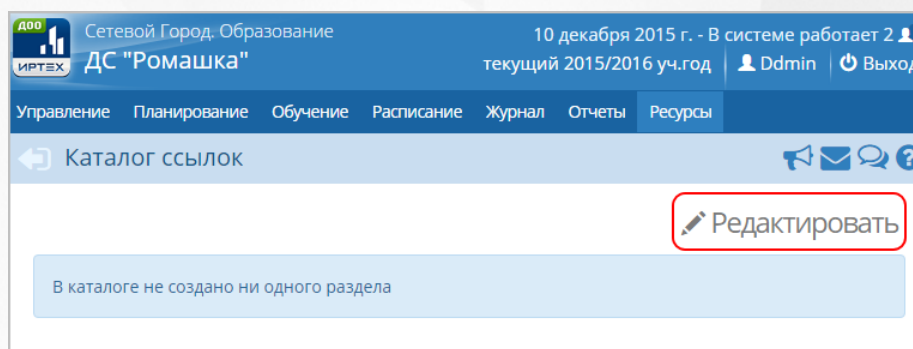 ДОО
ИРТЕХ
Сетевой Город. Образование
ДС "Ромашка"
10 декабря 2015 г. - В системе работает 2
текущий 2015/2016 уч.год Ddmin Выход
Управление Планирование Обучение Расписание Журнал Отчеты Ресурсы
Каталог ссылок
?
Редактировать
В каталоге не создано ни одного раздела